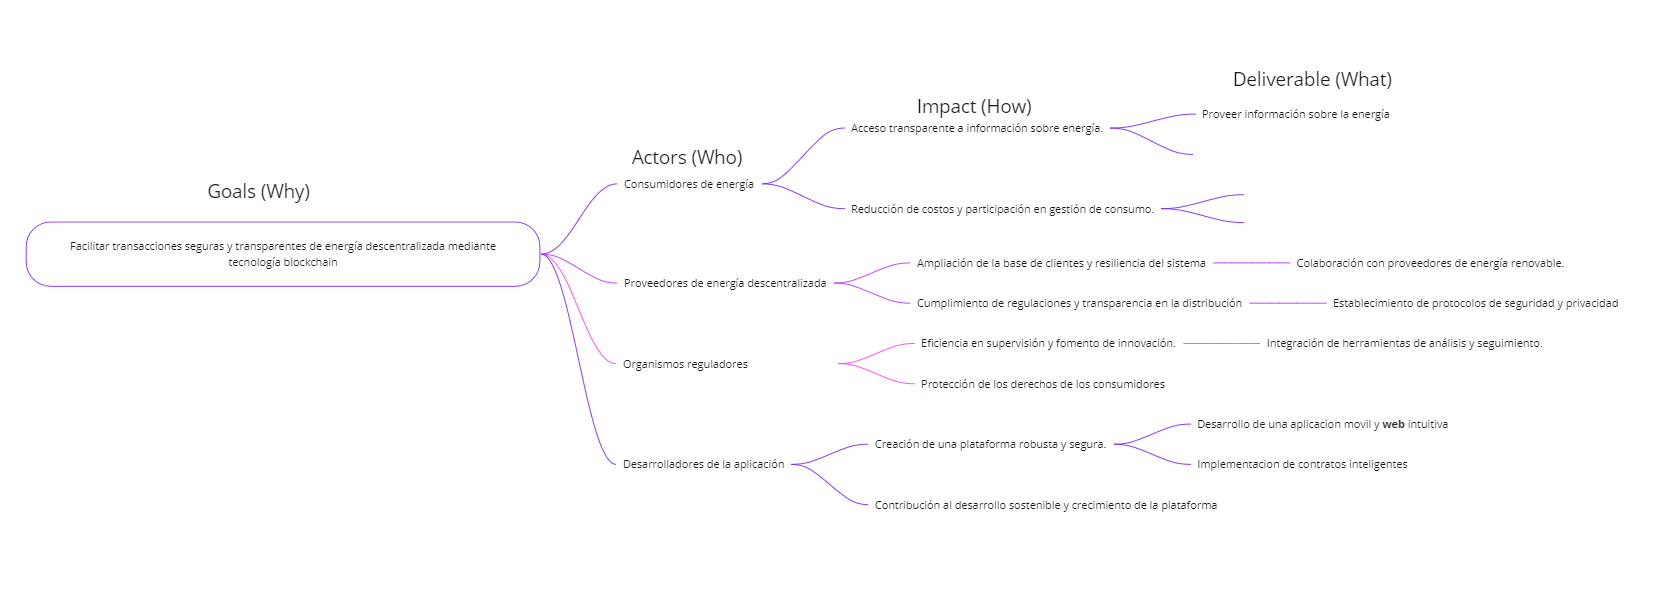 Deliverable (What)
Impact (How)
Proveer información sobre la energía
Acceso transparente a información sobre energía.
Actors (Who)
Consumidores de energía
Goals (Why)
Reducción de costos y participación en gestión de consumo.
Facilitar transacciones seguras y transparentes de energía descentralizada mediante
tecnología blockchain
Ampliación de la base de clientes y resiliencia del sistema
Colaboración con proveedores de energía renovable.
Proveedores de energía descentralizada
Cumplimiento de regulaciones y transparencia en la distribución
Establecimiento de protocolos de seguridad y privacidad
Eficiencia en supervisión y fomento de innovación.
Integración de herramientas de análisis y seguimiento.
Organismos reguladores
Protección de los derechos de los consumidores
Desarrollo de una aplicacion movil y web intuitiva
Creación de una plataforma robusta y segura.
Desarrolladores de la aplicación
Implementacion de contratos inteligentes
Contribución al desarrollo sostenible y crecimiento de la plataforma